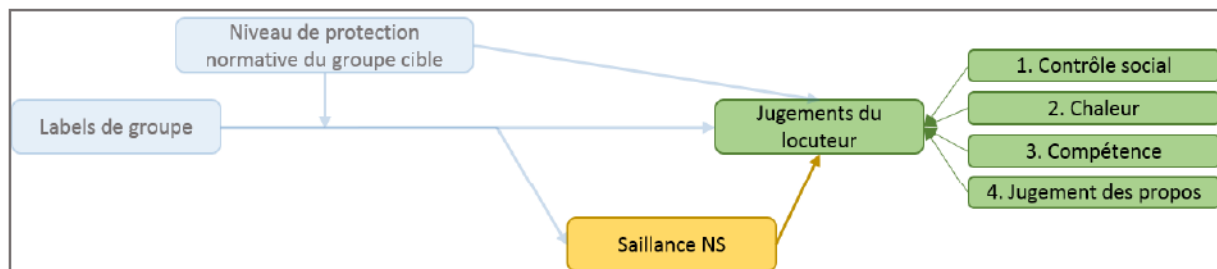 Niveau de protection
normative du groupe cible
Labels de groupe
Jugements du
locuteur
1. Contrôle social
2. Chaleur
3. Compétence
4. Jugement des propos
Saillance NS